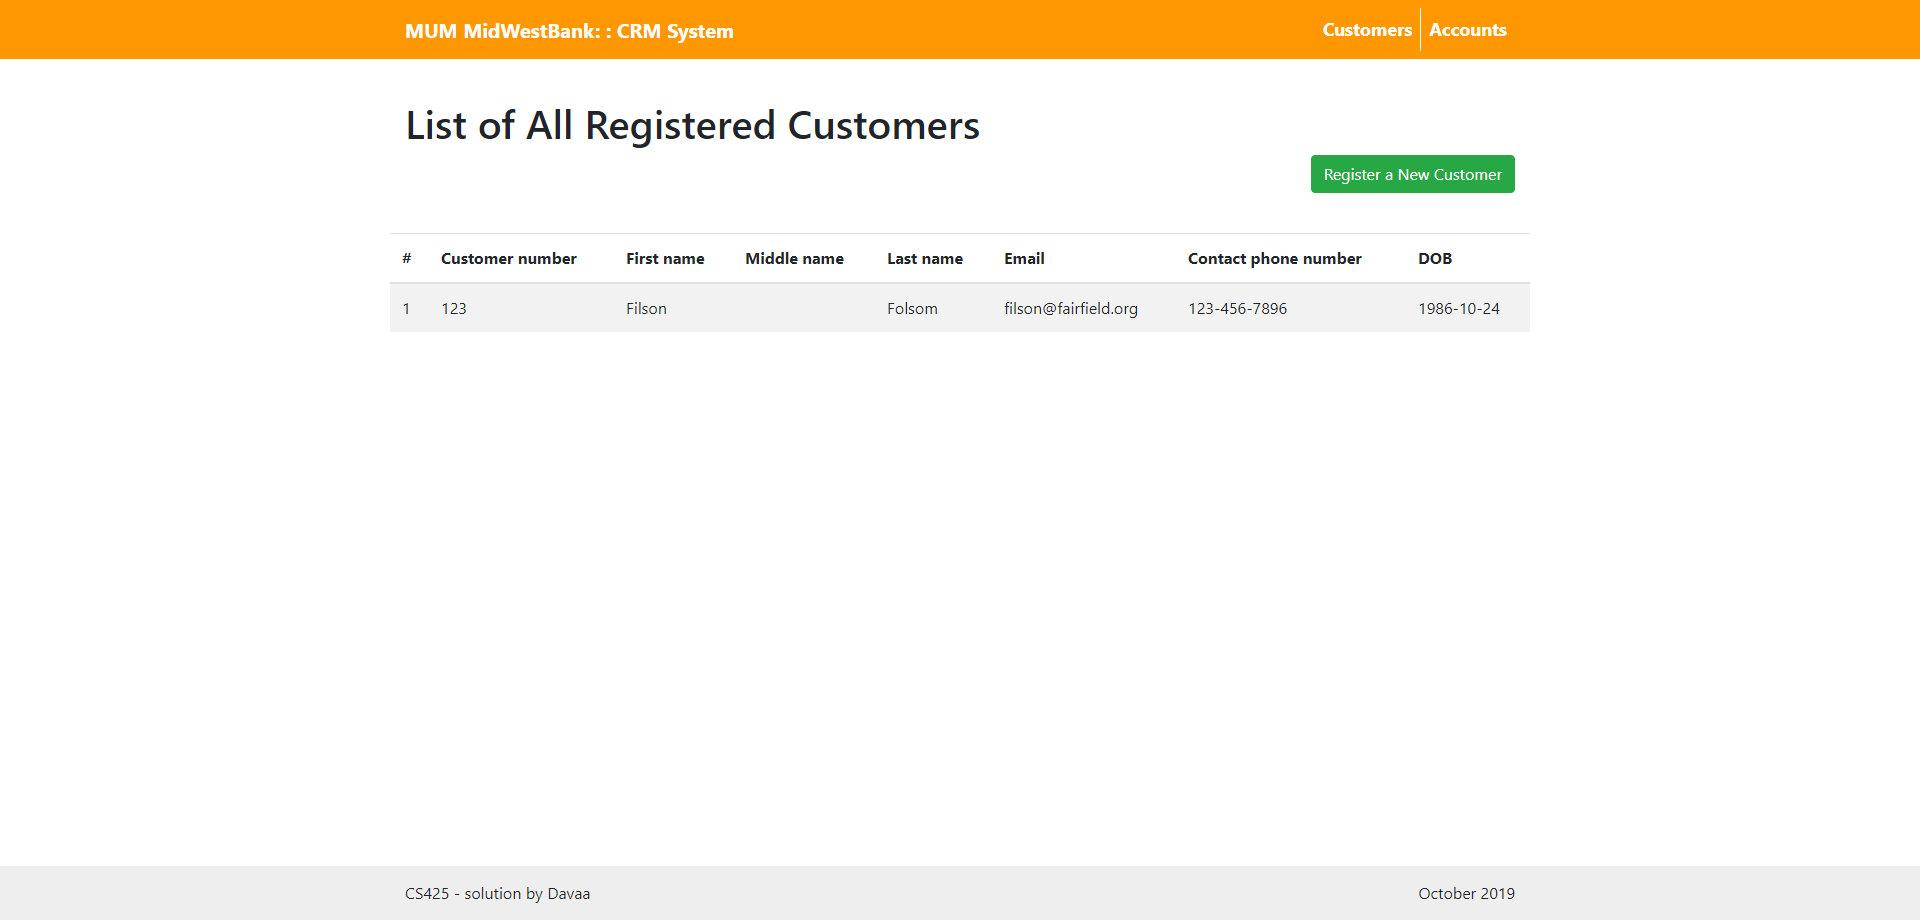 MUM MidWestBank: : CRM System Customers Accounts
List of All Registered Customers
Register a New Customer
# Customer number First name Middle name Last name Email Contact phone number DOB
1 123 Filson Folsom filson@fairfield.org 123-456-7896 1986-10-24
CS425 - solution by Davaa October 2019